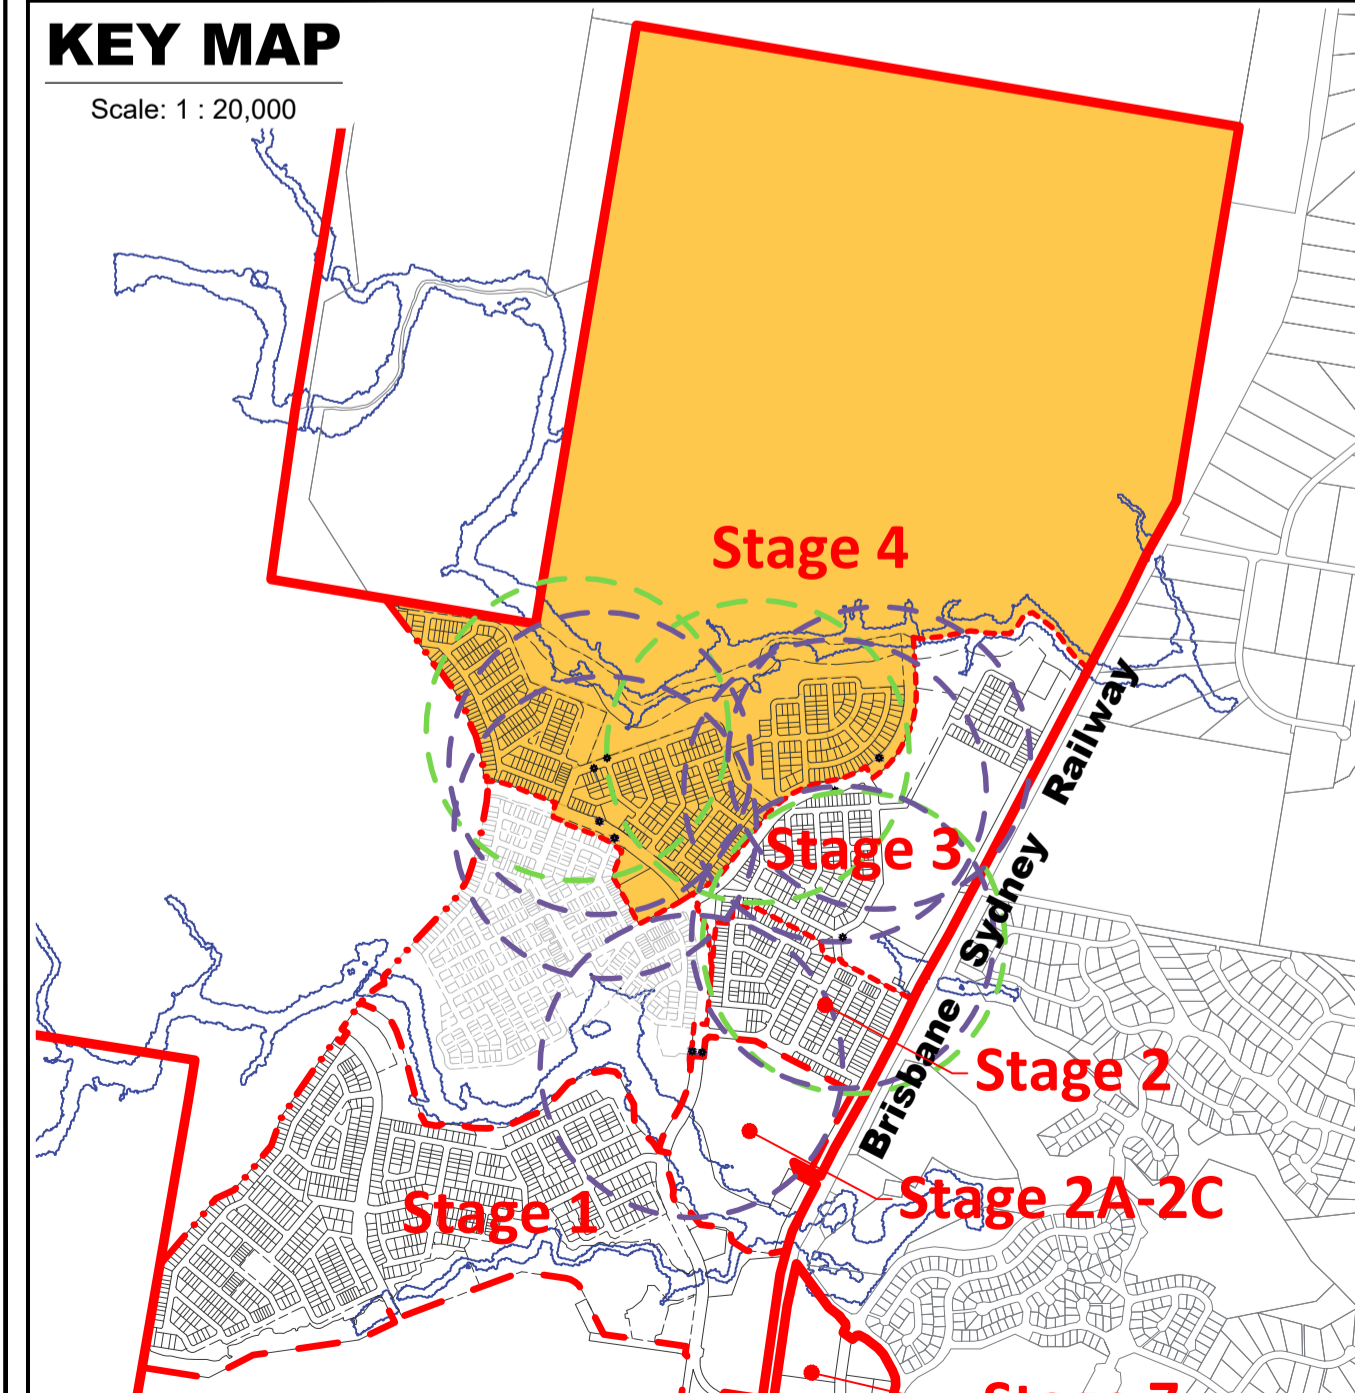 KEY MAP
Scale: 1 : 20,000
Stage 4
Stage 3
Brisbane Sydney Railway
Stage 2
Stage 2A-2C
Stage 1